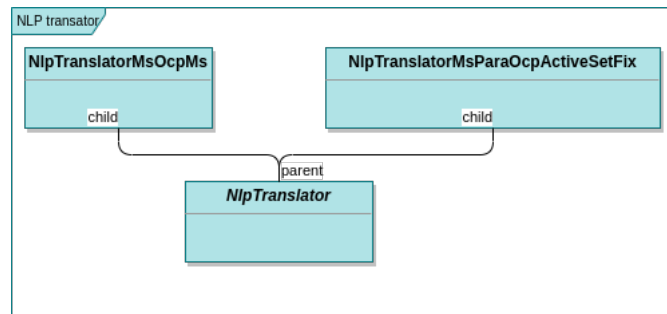 NLP transator
NlpTranslatorMsOcpMs
NlpTranslatorMsParaOcpActiveSetFix
child
child
parent
NlpTranslator